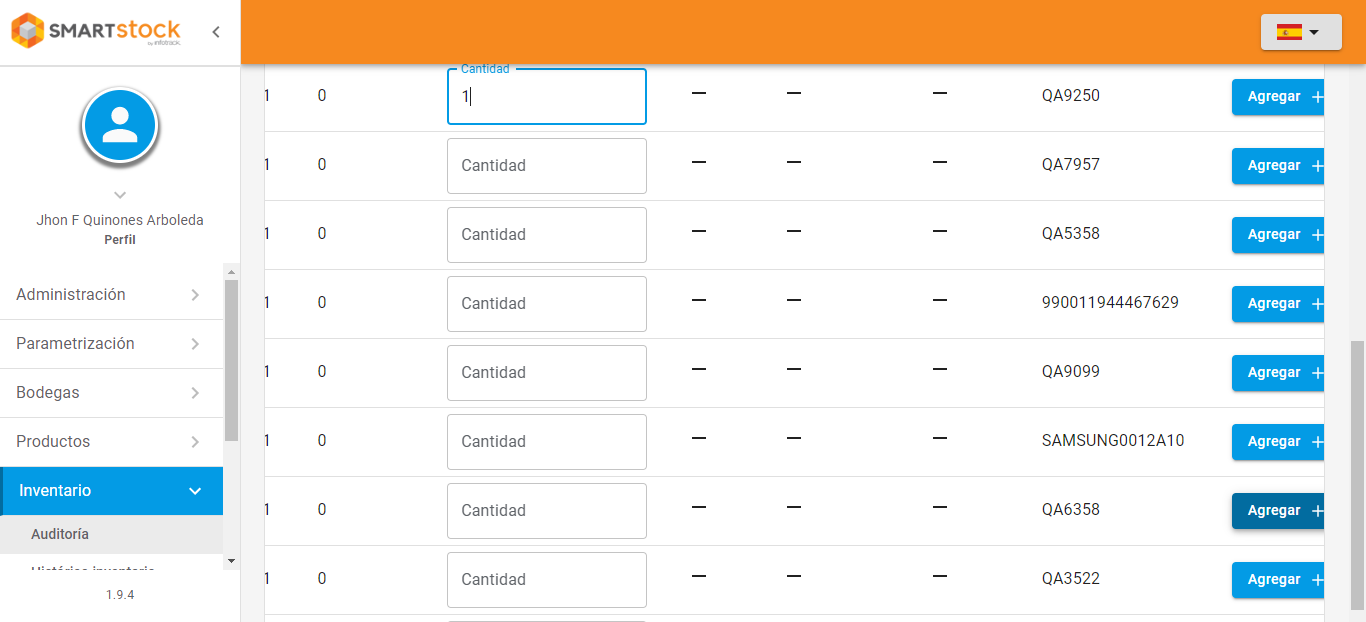 SMARTstock
by infotrack.
Jhon F Quinones Arboleda
Perfil
Administración
Parametrización
Bodegas
Productos
Inventario
Auditoría
Histórico inventario
1.9.4
Cantidad
1 0 1 — — — QA9250 Agregar +
1 0 Cantidad — — — QA7957 Agregar +
1 0 Cantidad — — — QA5358 Agregar +
1 0 Cantidad — — — 990011944467629 Agregar +
1 0 Cantidad — — — QA9099 Agregar +
1 0 Cantidad — — — SAMSUNG0012A10 Agregar +
1 0 Cantidad — — — QA6358 Agregar +
1 0 Cantidad — — — QA3522 Agregar +